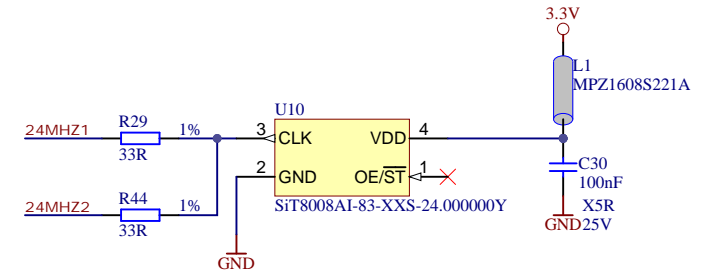 3.3V
L1
MPZ1608S221A
U10
24MHZ1
R29
1%
33R
3
CLK
VDD
4
2
GND
OE/ST
1
C30
100nF
X5R
25V
GND
24MHZ2
R44
1%
33R
SiT8008AI-83-XXS-24.000000Y
GND